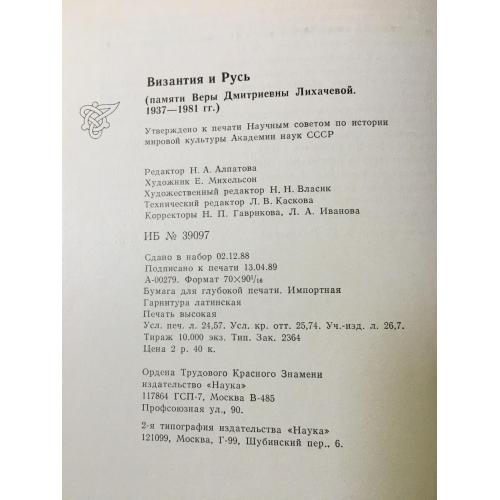 Византия и Русь
(памяти Веры Дмитриевны Лихачевой.
1937—1981 гг.)
Утверждено к печати Научным советом по истории
мировой культуры Академии наук СССР
Редактор Н. А. Алпатова
Художник Е. Михельсон
Художественный редактор Н. Н. Власик
Технический редактор Л. В. Каскова
Корректоры Н. П. Гаврикова, Л. А. Иванова
ИБ № 39097
Сдано в набор 02.12.88
Подписано к печати 13.04.89
А-00279. Формат 70×90¹/₁₆
Бумага для глубокой печати. Импортная
Гарнитура латинская
Печать высокая
Усл. печ. л. 24,57. Усл. кр. отт. 25,74. Уч.-изд. л. 26,7.
Тираж 10.000 экз. Тип. Зак. 2364
Цена 2 р. 40 к.
Ордена Трудового Красного Знамени
издательство «Наука»
117864 ГСП-7, Москва В-485
Профсоюзная ул., 90.
2-я типография издательства «Наука»
121099, Москва, Г-99, Шубинский пер., 6.